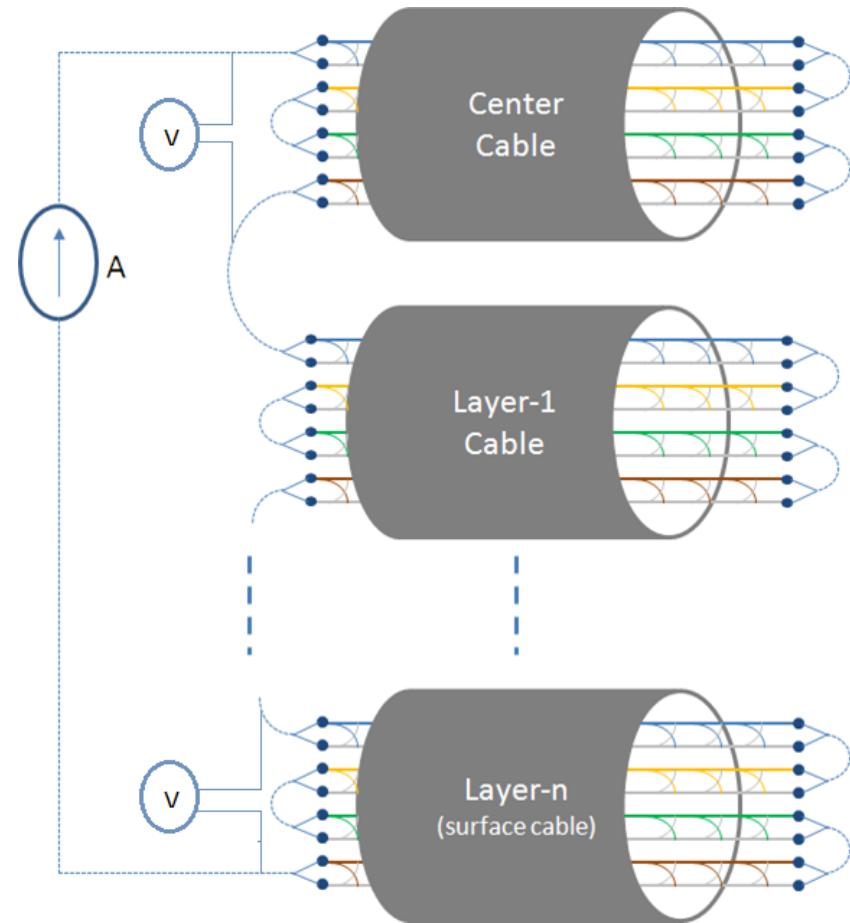 Center
Cable
V
A
Layer-1
Cable
Layer-n
(surface cable)
V